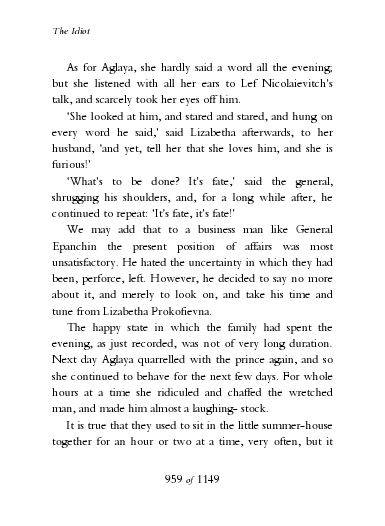 The Idiot
As for Aglaya, she hardly said a word all the evening;
but she listened with all her ears to Lef Nicolaievitch's
talk, and scarcely took her eyes off him.
'She looked at him, and stared and stared, and hung on
every word he said,' said Lizabetha afterwards, to her
husband, 'and yet, tell her that she loves him, and she is
furious!'
'What's to be done? It's fate,' said the general,
shrugging his shoulders, and, for a long while after, he
continued to repeat: 'It's fate, it's fate!'
We may add that to a business man like General
Epanchin the present position of affairs was most
unsatisfactory. He hated the uncertainty in which they had
been, perforce, left. However, he decided to say no more
about it, and merely to look on, and take his time and
tune from Lizabetha Prokofievna.
The happy state in which the family had spent the
evening, as just recorded, was not of very long duration.
Next day Aglaya quarrelled with the prince again, and so
she continued to behave for the next few days. For whole
hours at a time she ridiculed and chaffed the wretched
man, and made him almost a laughing- stock.
It is true that they used to sit in the little summer-house
together for an hour or two at a time, very often, but it
959 of 1149